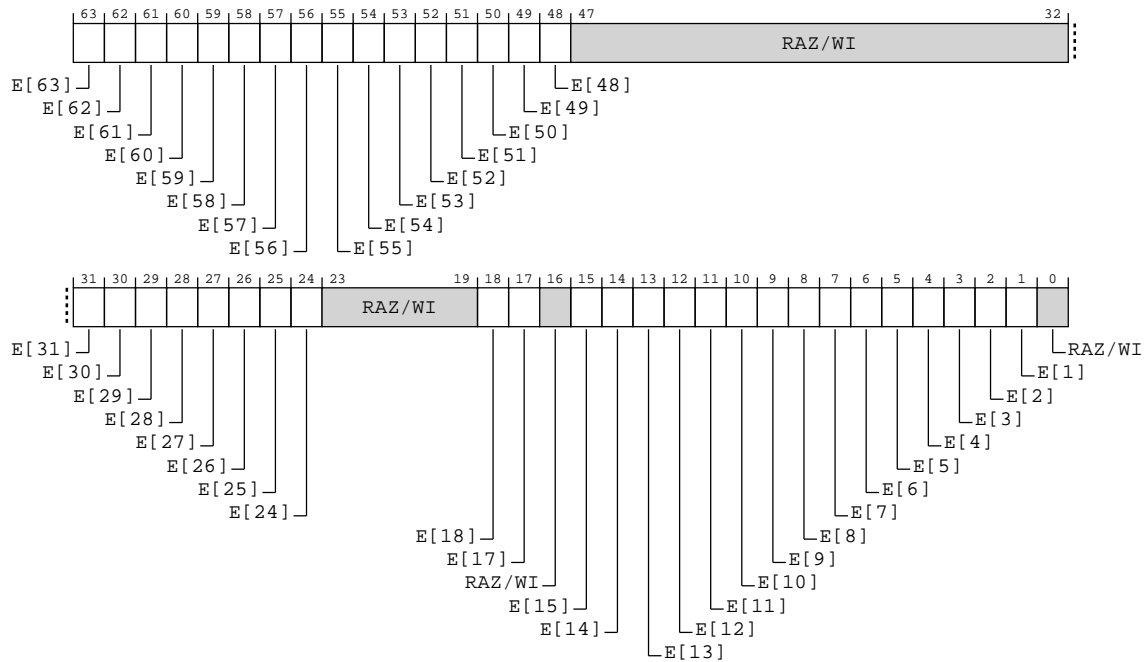 63 62 61 60 59 58 57 56 55 54 53 52 51 50 49 48 47 32
RAZ/WI
E[63] E[48]
E[62] E[49]
E[61] E[50]
E[60] E[51]
E[59] E[52]
E[58] E[53]
E[57] E[54]
E[56] E[55]
31 30 29 28 27 26 25 24 23 19 18 17 16 15 14 13 12 11 10 9 8 7 6 5 4 3 2 1 0
RAZ/WI
E[31] RAZ/WI
E[30] E[1]
E[29] E[2]
E[28] E[3]
E[27] E[4]
E[26] E[5]
E[25] E[6]
E[24] E[7]
E[18] E[8]
E[17] E[9]
RAZ/WI E[10]
E[15] E[11]
E[14] E[12]
E[13]